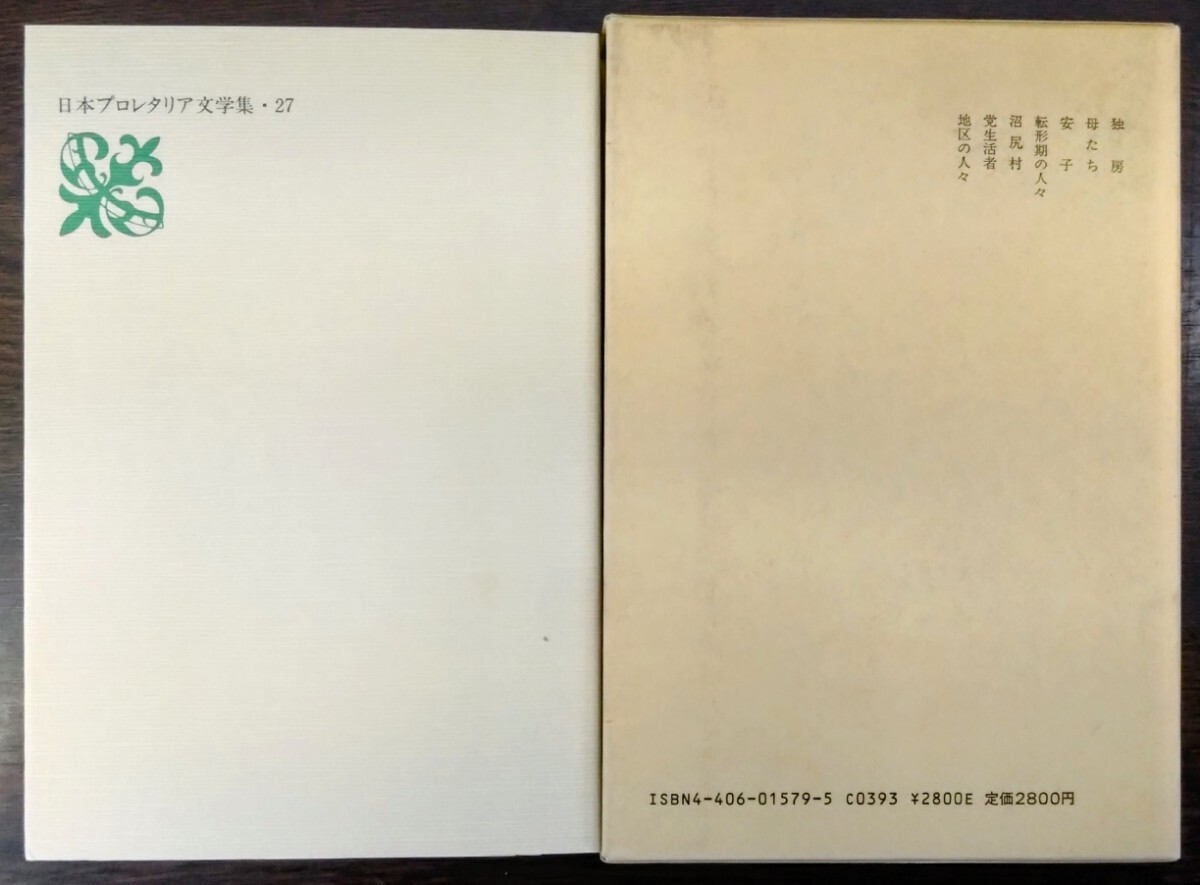 日本プロレタリア文学集・27
独房
母たち
安子
転形期の人々
沼尻村
党生活者
地区の人々
ISBN4-406-01579-5 C0393 ¥2800E 定価2800円